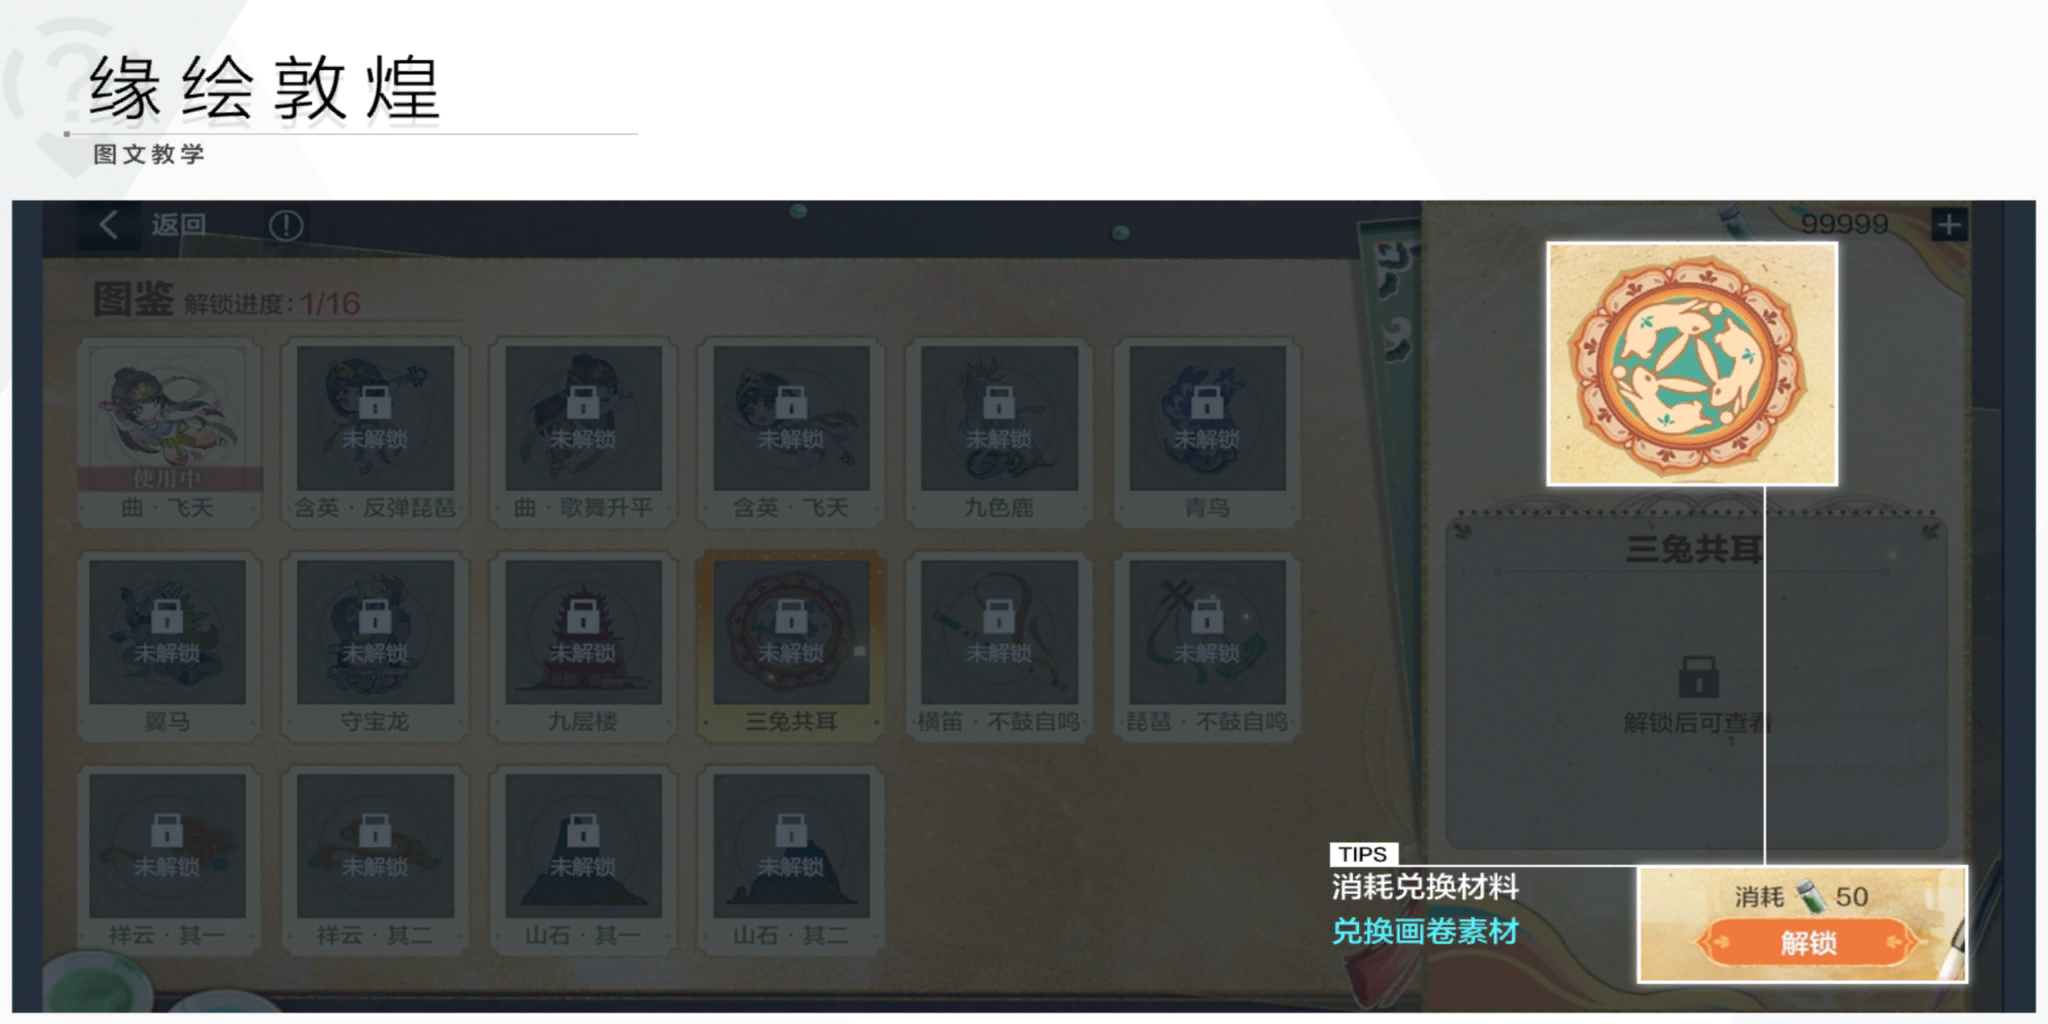 缘绘敦煌
图文教学
返回
99999
图鉴 解锁进度:1/16
使用中
未解锁 未解锁 未解锁 未解锁 未解锁
曲·飞天 含英·反弹琵琶 曲·歌舞升平 含英·飞天 九色鹿 青鸟
三兔共耳
未解锁 未解锁 未解锁 未解锁 未解锁 未解锁
翼马 守宝龙 九层楼 三兔共耳 横笛·不鼓自鸣 琵琶·不鼓自鸣
解锁后可查看
未解锁 未解锁 未解锁 未解锁
祥云·其一 祥云·其二 山石·其一 山石·其二
TIPS
消耗兑换材料
兑换画卷素材
消耗 50
解锁